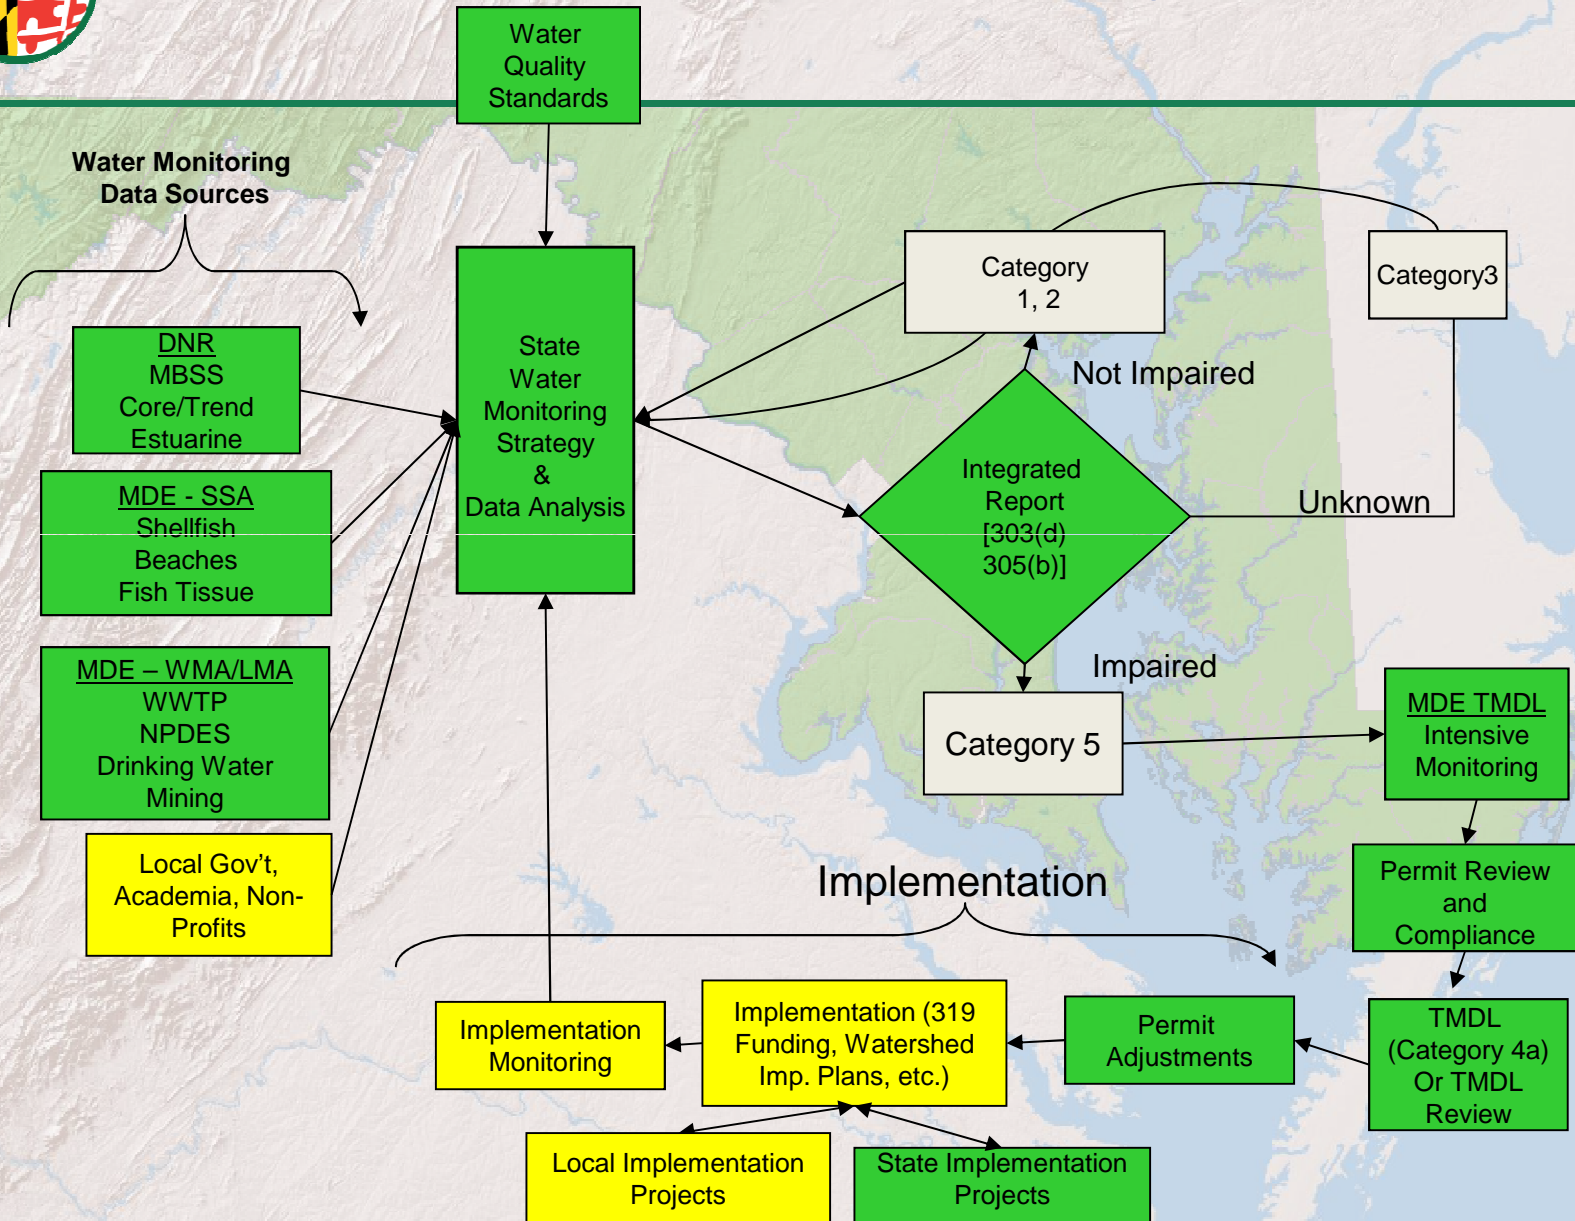 Water
Quality
Standards
Water Monitoring
Data Sources
DNR
MBSS
Core/Trend
Estuarine
MDE - SSA
Shellfish
Beaches
Fish Tissue
MDE – WMA/LMA
WWTP
NPDES
Drinking Water
Mining
Local Gov't,
Academia, Non-
Profits
State
Water
Monitoring
Strategy
&
Data Analysis
Category
1, 2
Category3
Not Impaired
Integrated
Report
[303(d)
305(b)]
Unknown
Impaired
Category 5
MDE TMDL
Intensive
Monitoring
Permit Review
and
Compliance
TMDL
(Category 4a)
Or TMDL
Review
Implementation
Permit
Adjustments
Implementation (319
Funding, Watershed
Imp. Plans, etc.)
Implementation
Monitoring
Local Implementation
Projects
State Implementation
Projects